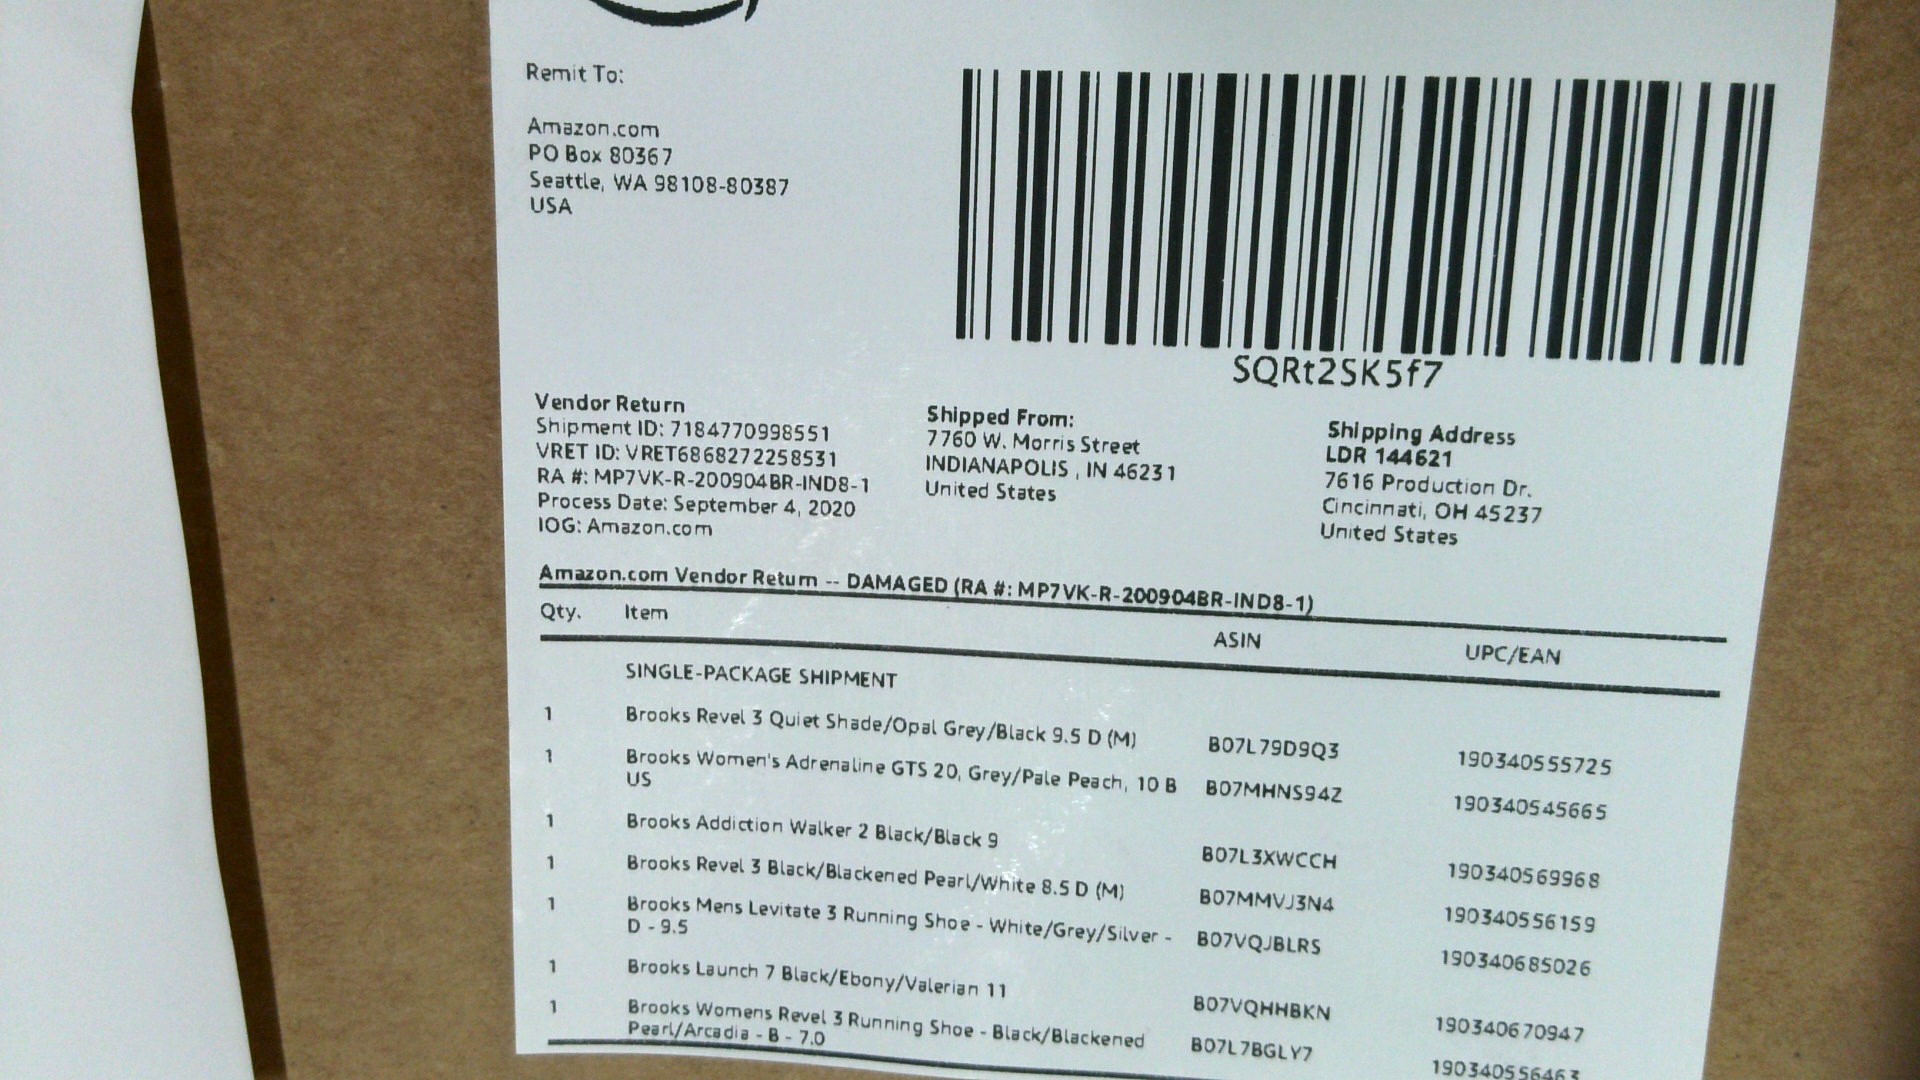 Remit To:
Amazon.com
PO Box 80367
Seattle, WA 98108-80387
USA
SQRt2SK5f7
Vendor Return
Shipment ID: 7184770998551
VRET ID: VRET6868272258531
RA #: MP7VK-R-200904BR-IND8-1
Process Date: September 4, 2020
IOG: Amazon.com
Shipped From:
7760 W. Morris Street
INDIANAPOLIS , IN 46231
United States
Shipping Address
LDR 144621
7616 Production Dr.
Cincinnati, OH 45237
United States
Amazon.com Vendor Return -- DAMAGED (RA #: MP7VK-R-200904BR-IND8-1)
Qty. Item ASIN UPC/EAN
SINGLE-PACKAGE SHIPMENT
1 Brooks Revel 3 Quiet Shade/Opal Grey/Black 9.5 D (M) B07L79D9Q3 190340555725
1 Brooks Women's Adrenaline GTS 20, Grey/Pale Peach, 10 B B07MHNS94Z 190340545665
US
1 Brooks Addiction Walker 2 Black/Black 9 B07L3XWCCH 190340569968
1 Brooks Revel 3 Black/Blackened Pearl/White 8.5 D (M) B07MMVJ3N4 190340556159
1 Brooks Mens Levitate 3 Running Shoe - White/Grey/Silver - B07VQJBLRS 190340685026
D - 9.5
1 Brooks Launch 7 Black/Ebony/Valerian 11 B07VQHHBKN 190340670947
1 Brooks Womens Revel 3 Running Shoe - Black/Blackened B07L7BGLY7 190340556463
Pearl/Arcadia - B - 7.0